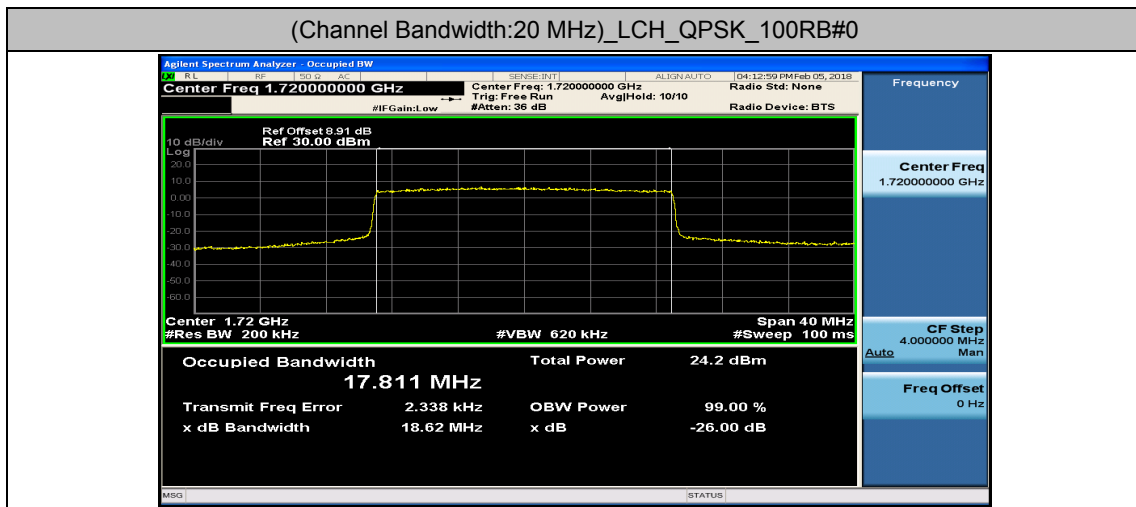 (Channel Bandwidth:20 MHz)_LCH_QPSK_100RB#0
Agilent Spectrum Analyzer - Occupied BW
LXI RL RF 50 Ω AC SENSE:INT ALIGN AUTO 04:12:59 PM Feb 05, 2018
Center Freq 1.720000000 GHz
Center Freq: 1.720000000 GHz
Radio Std: None
Trig: Free Run Avg|Hold: 10/10
#IFGain:Low #Atten: 36 dB Radio Device: BTS
Ref Offset 8.91 dB
10 dB/div Ref 30.00 dBm
Log
20.0
10.0
0.00
-10.0
-20.0
-30.0
-40.0
-50.0
-60.0
Center 1.72 GHz Span 40 MHz
#Res BW 200 kHz #VBW 620 kHz #Sweep 100 ms
Occupied Bandwidth Total Power 24.2 dBm
17.811 MHz
Transmit Freq Error 2.338 kHz OBW Power 99.00 %
x dB Bandwidth 18.62 MHz x dB -26.00 dB
MSG STATUS
Frequency
Center Freq
1.720000000 GHz
CF Step
4.000000 MHz
Auto Man
Freq Offset
0 Hz